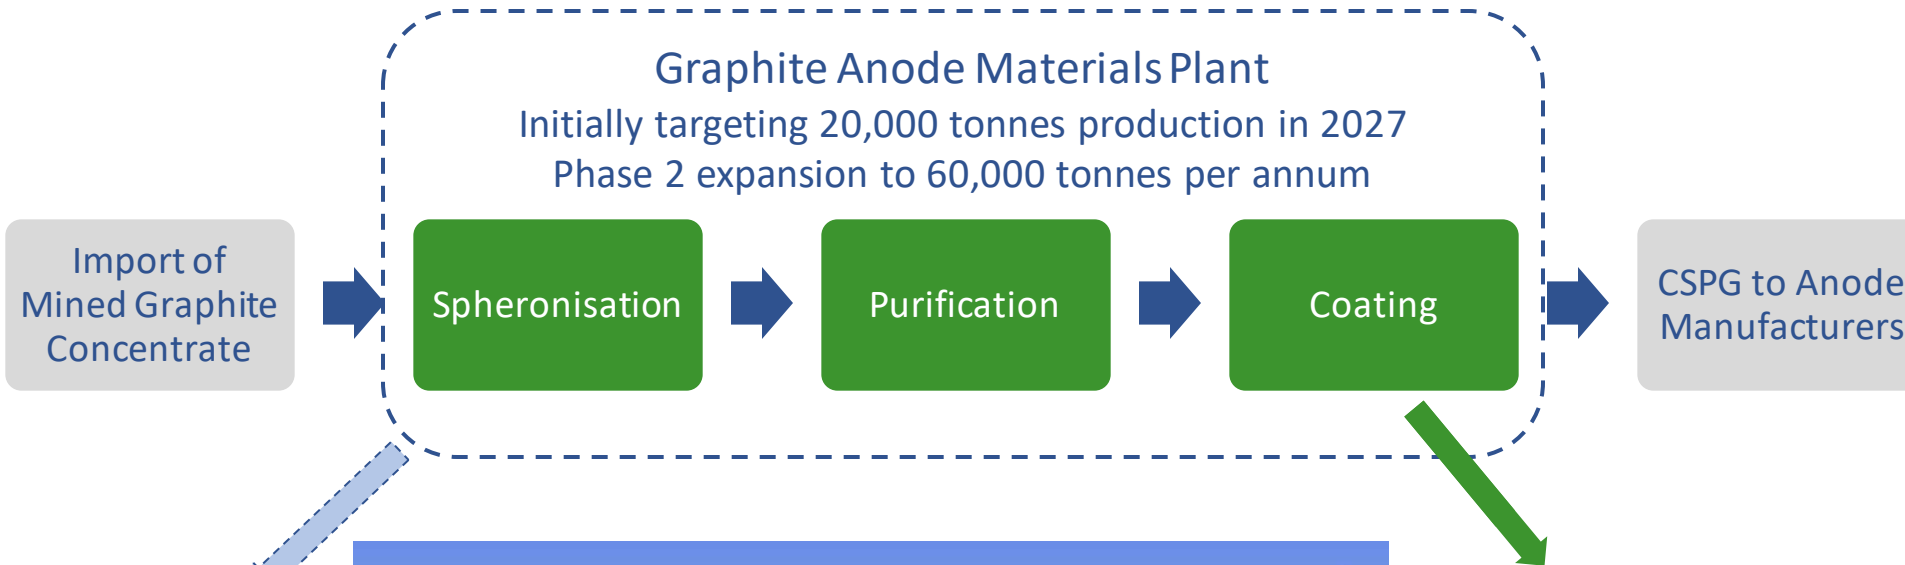 Graphite Anode Materials Plant
Initially targeting 20,000 tonnes production in 2027
Phase 2 expansion to 60,000 tonnes per annum
Import of
Mined Graphite
Concentrate
Spheronisation
Purification
Coating
CSPG to Anode
Manufacturers